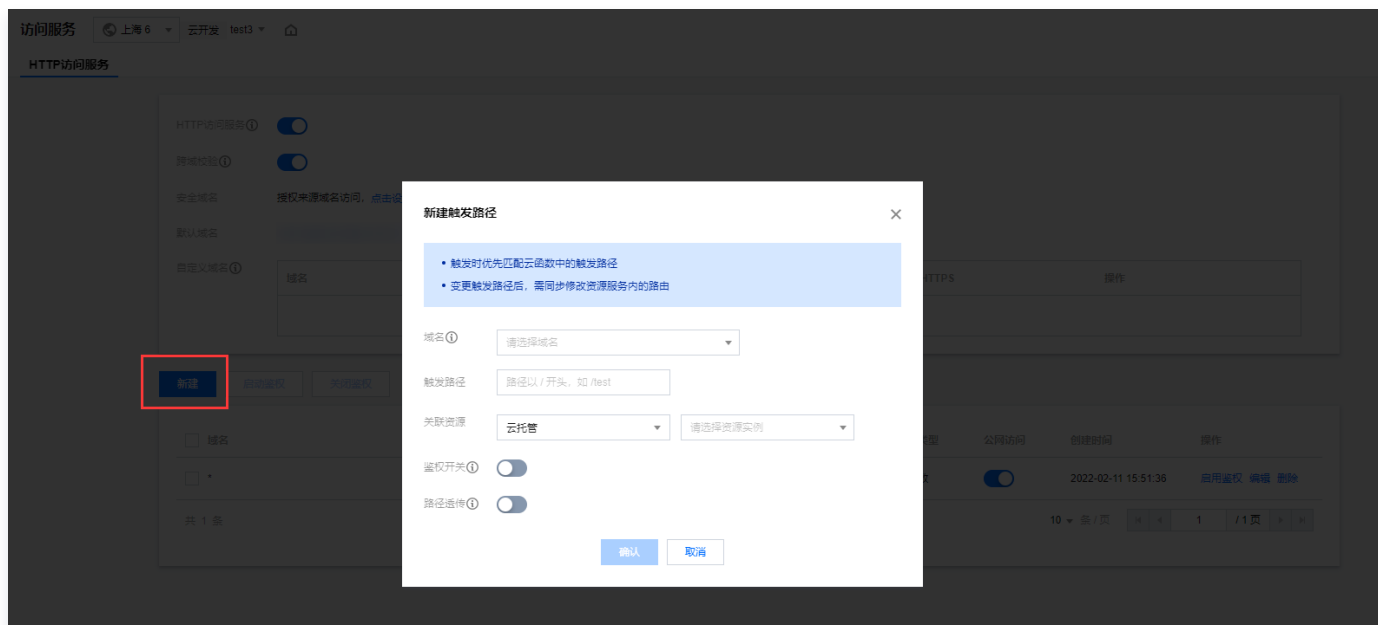 访问服务 上海 6 云开发 test3
HTTP访问服务
HTTP访问服务
跨域校验
安全域名 授权来源域名访问，点击设
默认域名
自定义域名
域名 HTTPS 操作
新建 启动鉴权 关闭鉴权
域名 类型 公网访问 创建时间 操作
* 数 2022-02-11 15:51:36 启用鉴权 编辑 删除
共 1 条 10 条 / 页 1 / 1 页
新建触发路径
• 触发时优先匹配云函数中的触发路径
• 变更触发路径后，需同步修改资源服务内的路由
域名 请选择域名
触发路径 路径以 / 开头，如 /test
关联资源 云托管 请选择资源实例
鉴权开关
路径透传
确认 取消